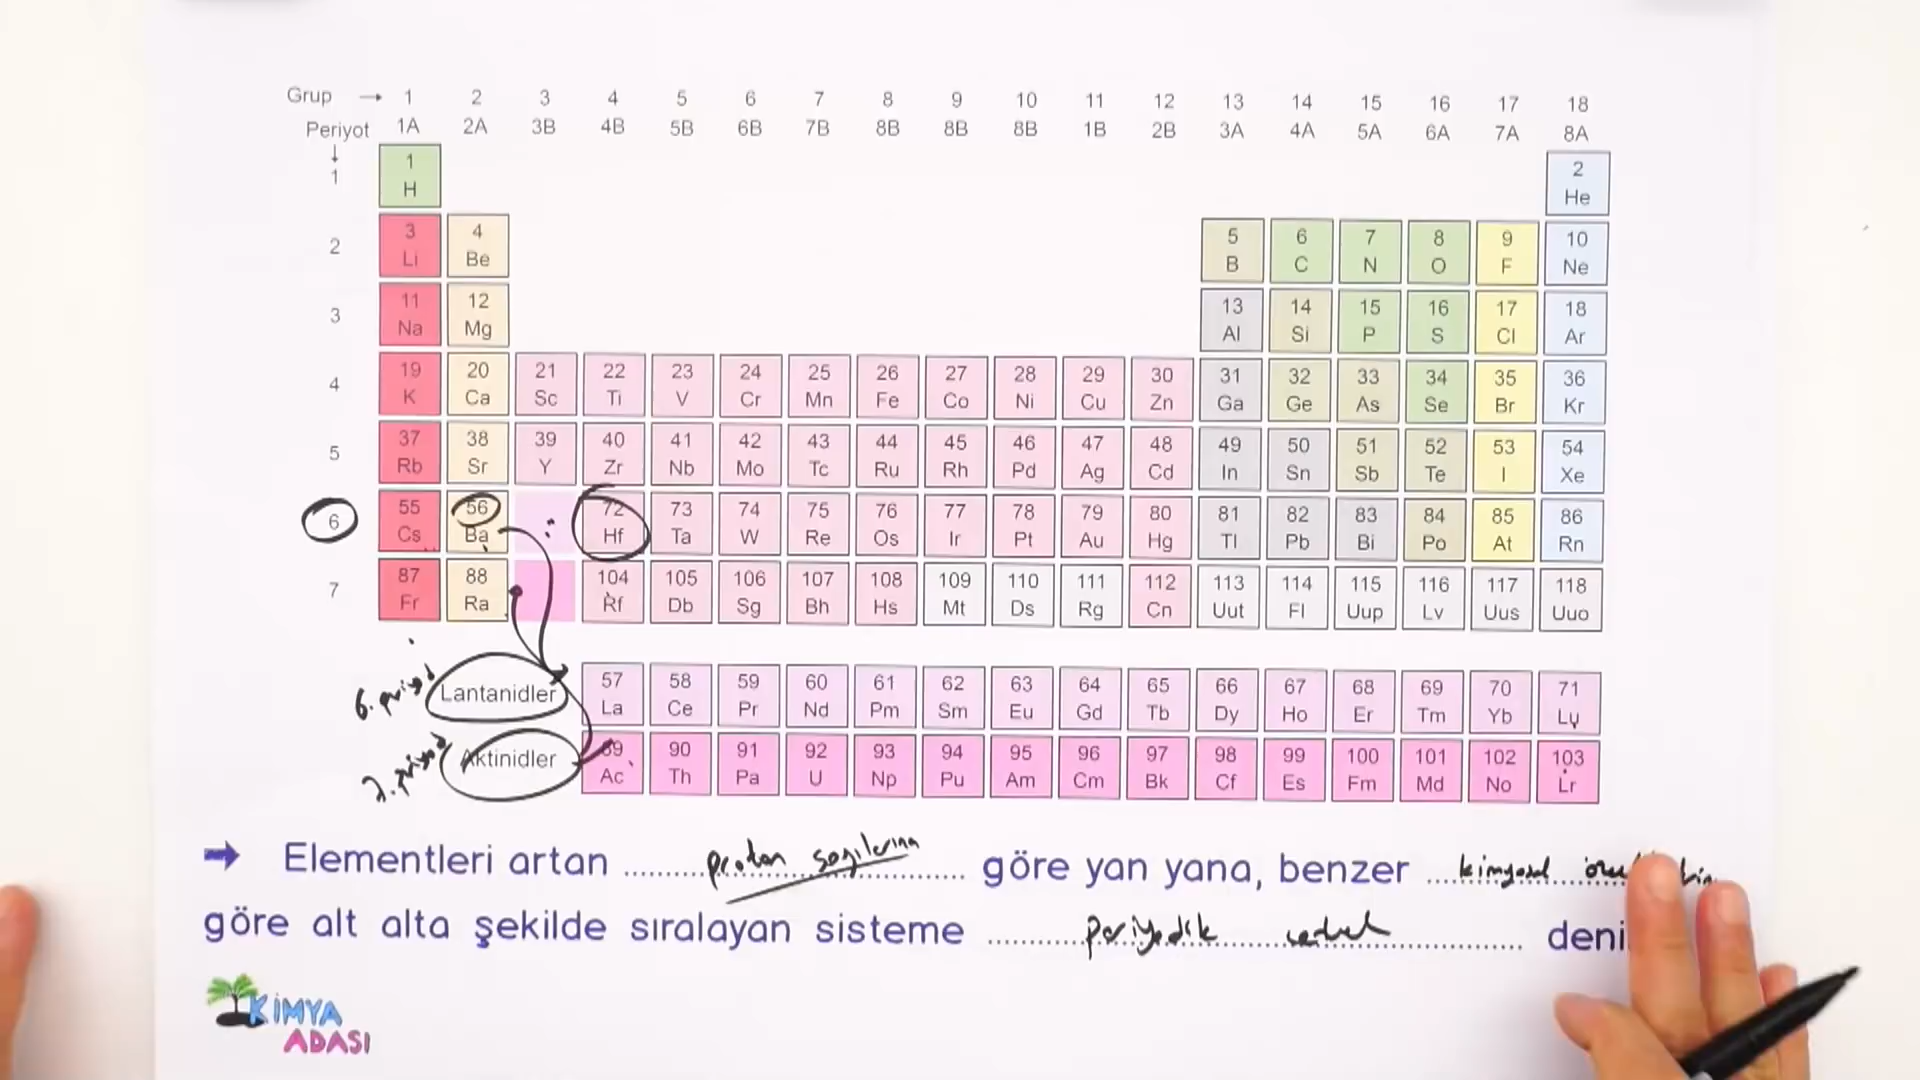 Grup → 1 2 3 4 5 6 7 8 9 10 11 12 13 14 15 16 17 18
Periyot 1A 2A 3B 4B 5B 6B 7B 8B 8B 8B 1B 2B 3A 4A 5A 6A 7A 8A
↓
1 1 2
H He
2 3 4 5 6 7 8 9 10
Li Be B C N O F Ne
3 11 12 13 14 15 16 17 18
Na Mg Al Si P S Cl Ar
4 19 20 21 22 23 24 25 26 27 28 29 30 31 32 33 34 35 36
K Ca Sc Ti V Cr Mn Fe Co Ni Cu Zn Ga Ge As Se Br Kr
5 37 38 39 40 41 42 43 44 45 46 47 48 49 50 51 52 53 54
Rb Sr Y Zr Nb Mo Tc Ru Rh Pd Ag Cd In Sn Sb Te I Xe
6 55 56 72 73 74 75 76 77 78 79 80 81 82 83 84 85 86
Cs Ba Hf Ta W Re Os Ir Pt Au Hg Tl Pb Bi Po At Rn
7 87 88 104 105 106 107 108 109 110 111 112 113 114 115 116 117 118
Fr Ra Rf Db Sg Bh Hs Mt Ds Rg Cn Uut Fl Uup Lv Uus Uuo
6. periyod Lantanidler 57 58 59 60 61 62 63 64 65 66 67 68 69 70 71
La Ce Pr Nd Pm Sm Eu Gd Tb Dy Ho Er Tm Yb Lu
7. periyod Aktinidler 89 90 91 92 93 94 95 96 97 98 99 100 101 102 103
Ac Th Pa U Np Pu Am Cm Bk Cf Es Fm Md No Lr
→ Elementleri artan proton sayılarına göre yan yana, benzer kimyasal
göre alt alta şekilde sıralayan sisteme periyodik cetvel deni
KİMYA
ADASI